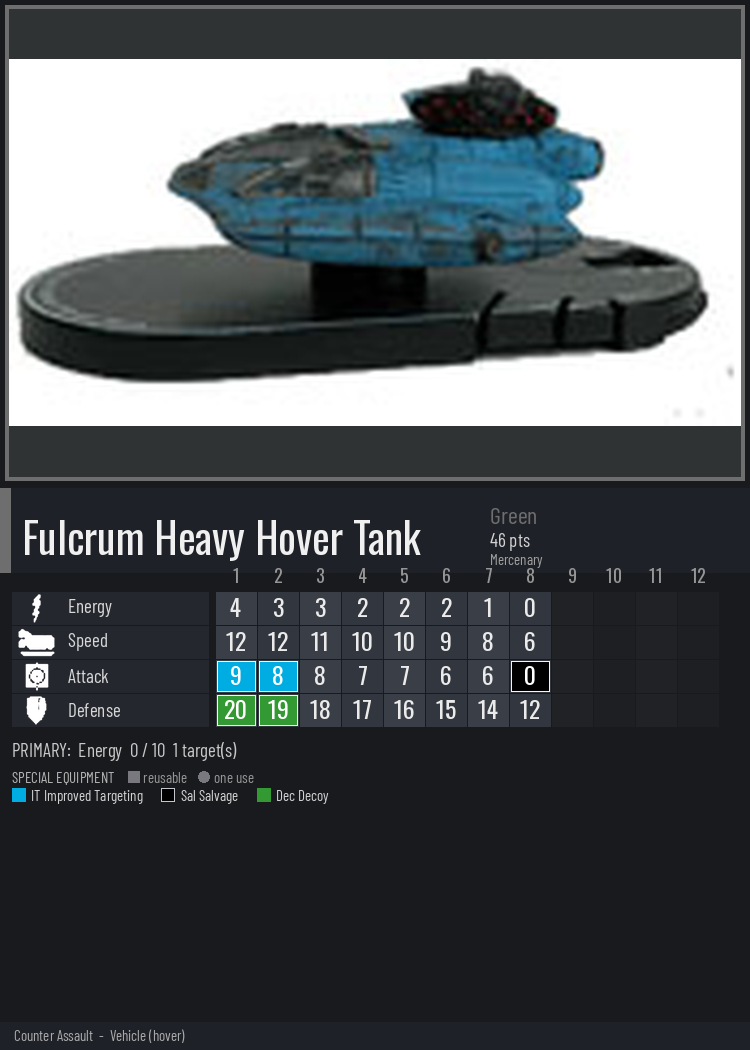 Fulcrum Heavy Hover Tank
Green
46 pts
Mercenary
1 2 3 4 5 6 7 8 9 10 11 12
Energy 4 3 3 2 2 2 1 0
Speed 12 12 11 10 10 9 8 6
Attack 9 8 8 7 7 6 6 0
Defense 20 19 18 17 16 15 14 12
PRIMARY: Energy 0 / 10 1 target(s)
SPECIAL EQUIPMENT reusable one use
IT Improved Targeting Sal Salvage Dec Decoy
Counter Assault - Vehicle (hover)